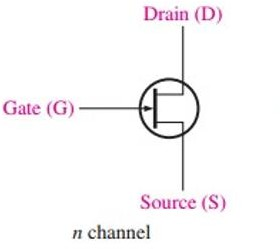 Drain (D)
Gate (G)
Source (S)
n channel